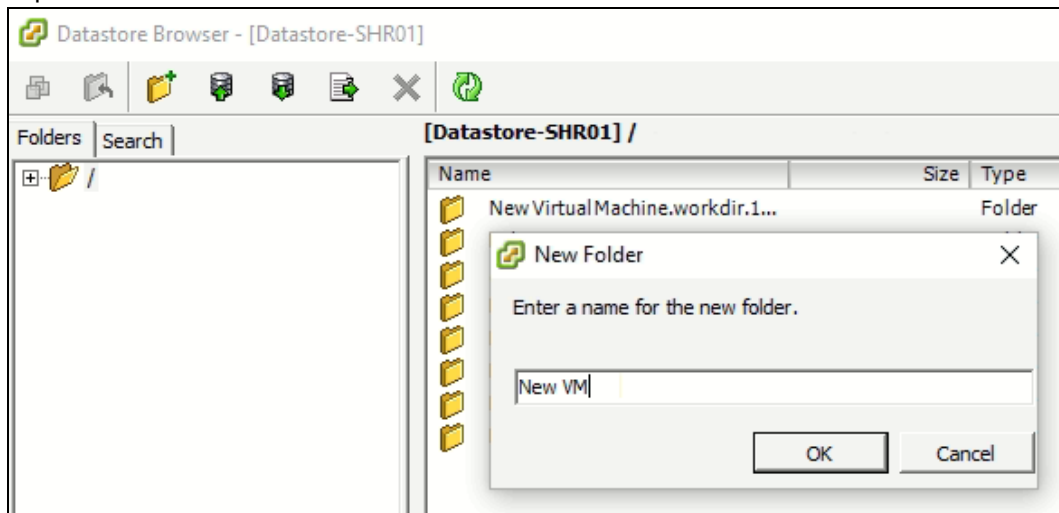 Datastore Browser - [Datastore-SHR01]
Folders Search
[Datastore-SHR01] /
/
Name Size Type
New Virtual Machine.workdir.1... Folder
New Folder
Enter a name for the new folder.
New VM
OK Cancel